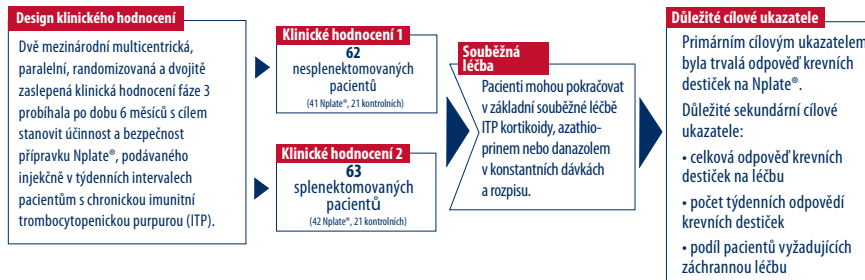 Design klinického hodnocení
Dvě mezinárodní multicentrická,
paralelní, randomizovaná a dvojitě
zaslepená klinická hodnocení fáze 3
probíhala po dobu 6 měsíců s cílem
stanovit účinnost a bezpečnost
přípravku Nplate®, podávaného
injekčně v týdenních intervalech
pacientům s chronickou imunitní
trombocytopenickou purpurou (ITP).
Klinické hodnocení 1
62
nesplenektomovaných
pacientů
(41 Nplate®, 21 kontrolních)
Klinické hodnocení 2
63
splenektomovaných
pacientů
(42 Nplate®, 21 kontrolních)
Souběžná
léčba
Pacienti mohou pokračovat
v základní souběžné léčbě
ITP kortikoidy, azathio-
prinem nebo danazolem
v konstantních dávkách
a rozpisu.
Důležité cílové ukazatele
Primárním cílovým ukazatelem
byla trvalá odpověď krevních
destiček na Nplate®.
Důležité sekundární cílové
ukazatele:
• celková odpověď krevních
destiček na léčbu
• počet týdenních odpovědí
krevních destiček
• podíl pacientů vyžadujících
záchrannou léčbu